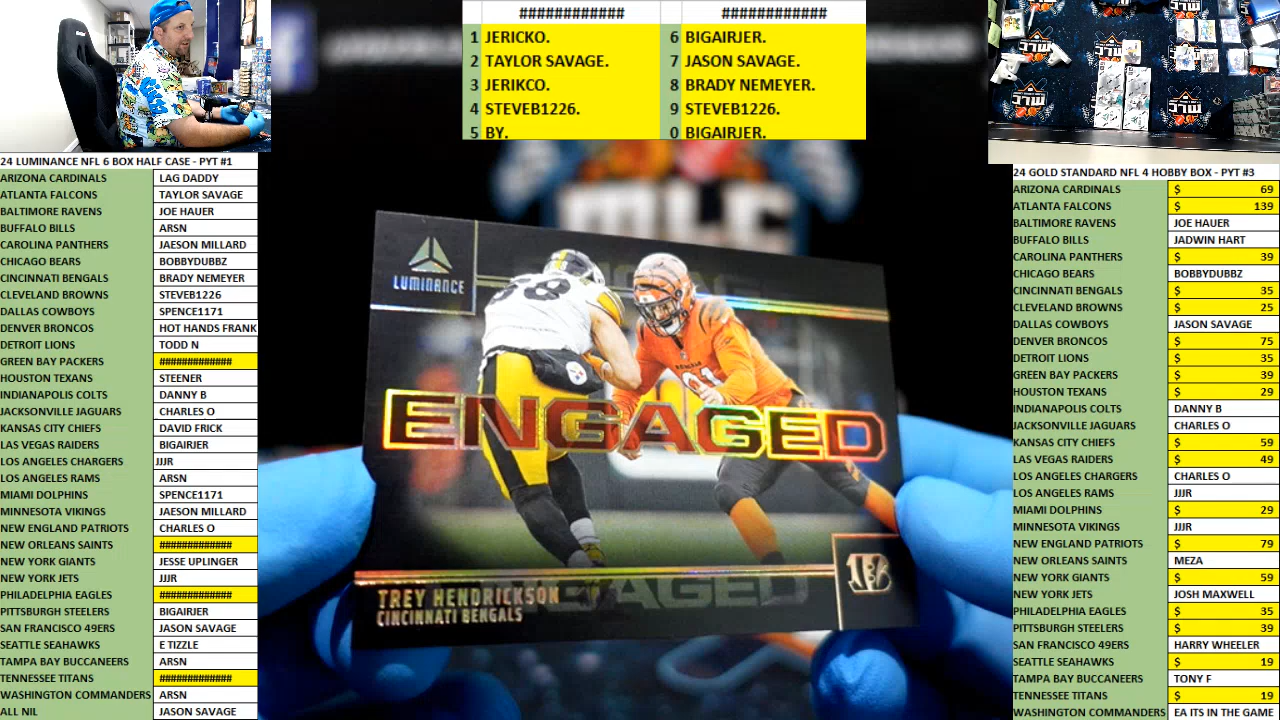 ############ ############
1 JERICKO. 6 BIGAIRJER.
2 TAYLOR SAVAGE. 7 JASON SAVAGE.
3 JERIKCO. 8 BRADY NEMEYER.
4 STEVEB1226. 9 STEVEB1226.
5 BY. 0 BIGAIRJER.
24 LUMINANCE NFL 6 BOX HALF CASE - PYT #1
ARIZONA CARDINALS LAG DADDY
ATLANTA FALCONS TAYLOR SAVAGE
BALTIMORE RAVENS JOE HAUER
BUFFALO BILLS ARSN
CAROLINA PANTHERS JAESON MILLARD
CHICAGO BEARS BOBBYDUBBZ
CINCINNATI BENGALS BRADY NEMEYER
CLEVELAND BROWNS STEVEB1226
DALLAS COWBOYS SPENCE1171
DENVER BRONCOS HOT HANDS FRANK
DETROIT LIONS TODD N
GREEN BAY PACKERS #############
HOUSTON TEXANS STEENER
INDIANAPOLIS COLTS DANNY B
JACKSONVILLE JAGUARS CHARLES O
KANSAS CITY CHIEFS DAVID FRICK
LAS VEGAS RAIDERS BIGAIRJER
LOS ANGELES CHARGERS JJJR
LOS ANGELES RAMS ARSN
MIAMI DOLPHINS SPENCE1171
MINNESOTA VIKINGS JAESON MILLARD
NEW ENGLAND PATRIOTS CHARLES O
NEW ORLEANS SAINTS #############
NEW YORK GIANTS JESSE UPLINGER
NEW YORK JETS JJJR
PHILADELPHIA EAGLES #############
PITTSBURGH STEELERS BIGAIRJER
SAN FRANCISCO 49ERS JASON SAVAGE
SEATTLE SEAHAWKS E TIZZLE
TAMPA BAY BUCCANEERS ARSN
TENNESSEE TITANS #############
WASHINGTON COMMANDERS ARSN
ALL NIL JASON SAVAGE
LUMINANCE
ENGAGED
ENGAGED
TREY HENDRICKSON
CINCINNATI BENGALS
24 GOLD STANDARD NFL 4 HOBBY BOX - PYT #3
ARIZONA CARDINALS $ 69
ATLANTA FALCONS $ 139
BALTIMORE RAVENS JOE HAUER
BUFFALO BILLS JADWIN HART
CAROLINA PANTHERS $ 39
CHICAGO BEARS BOBBYDUBBZ
CINCINNATI BENGALS $ 35
CLEVELAND BROWNS $ 25
DALLAS COWBOYS JASON SAVAGE
DENVER BRONCOS $ 75
DETROIT LIONS $ 35
GREEN BAY PACKERS $ 39
HOUSTON TEXANS $ 29
INDIANAPOLIS COLTS DANNY B
JACKSONVILLE JAGUARS CHARLES O
KANSAS CITY CHIEFS $ 59
LAS VEGAS RAIDERS $ 49
LOS ANGELES CHARGERS CHARLES O
LOS ANGELES RAMS JJJR
MIAMI DOLPHINS $ 29
MINNESOTA VIKINGS JJJR
NEW ENGLAND PATRIOTS $ 79
NEW ORLEANS SAINTS MEZA
NEW YORK GIANTS $ 59
NEW YORK JETS JOSH MAXWELL
PHILADELPHIA EAGLES $ 35
PITTSBURGH STEELERS $ 39
SAN FRANCISCO 49ERS HARRY WHEELER
SEATTLE SEAHAWKS $ 19
TAMPA BAY BUCCANEERS TONY F
TENNESSEE TITANS $ 19
WASHINGTON COMMANDERS EA ITS IN THE GAME